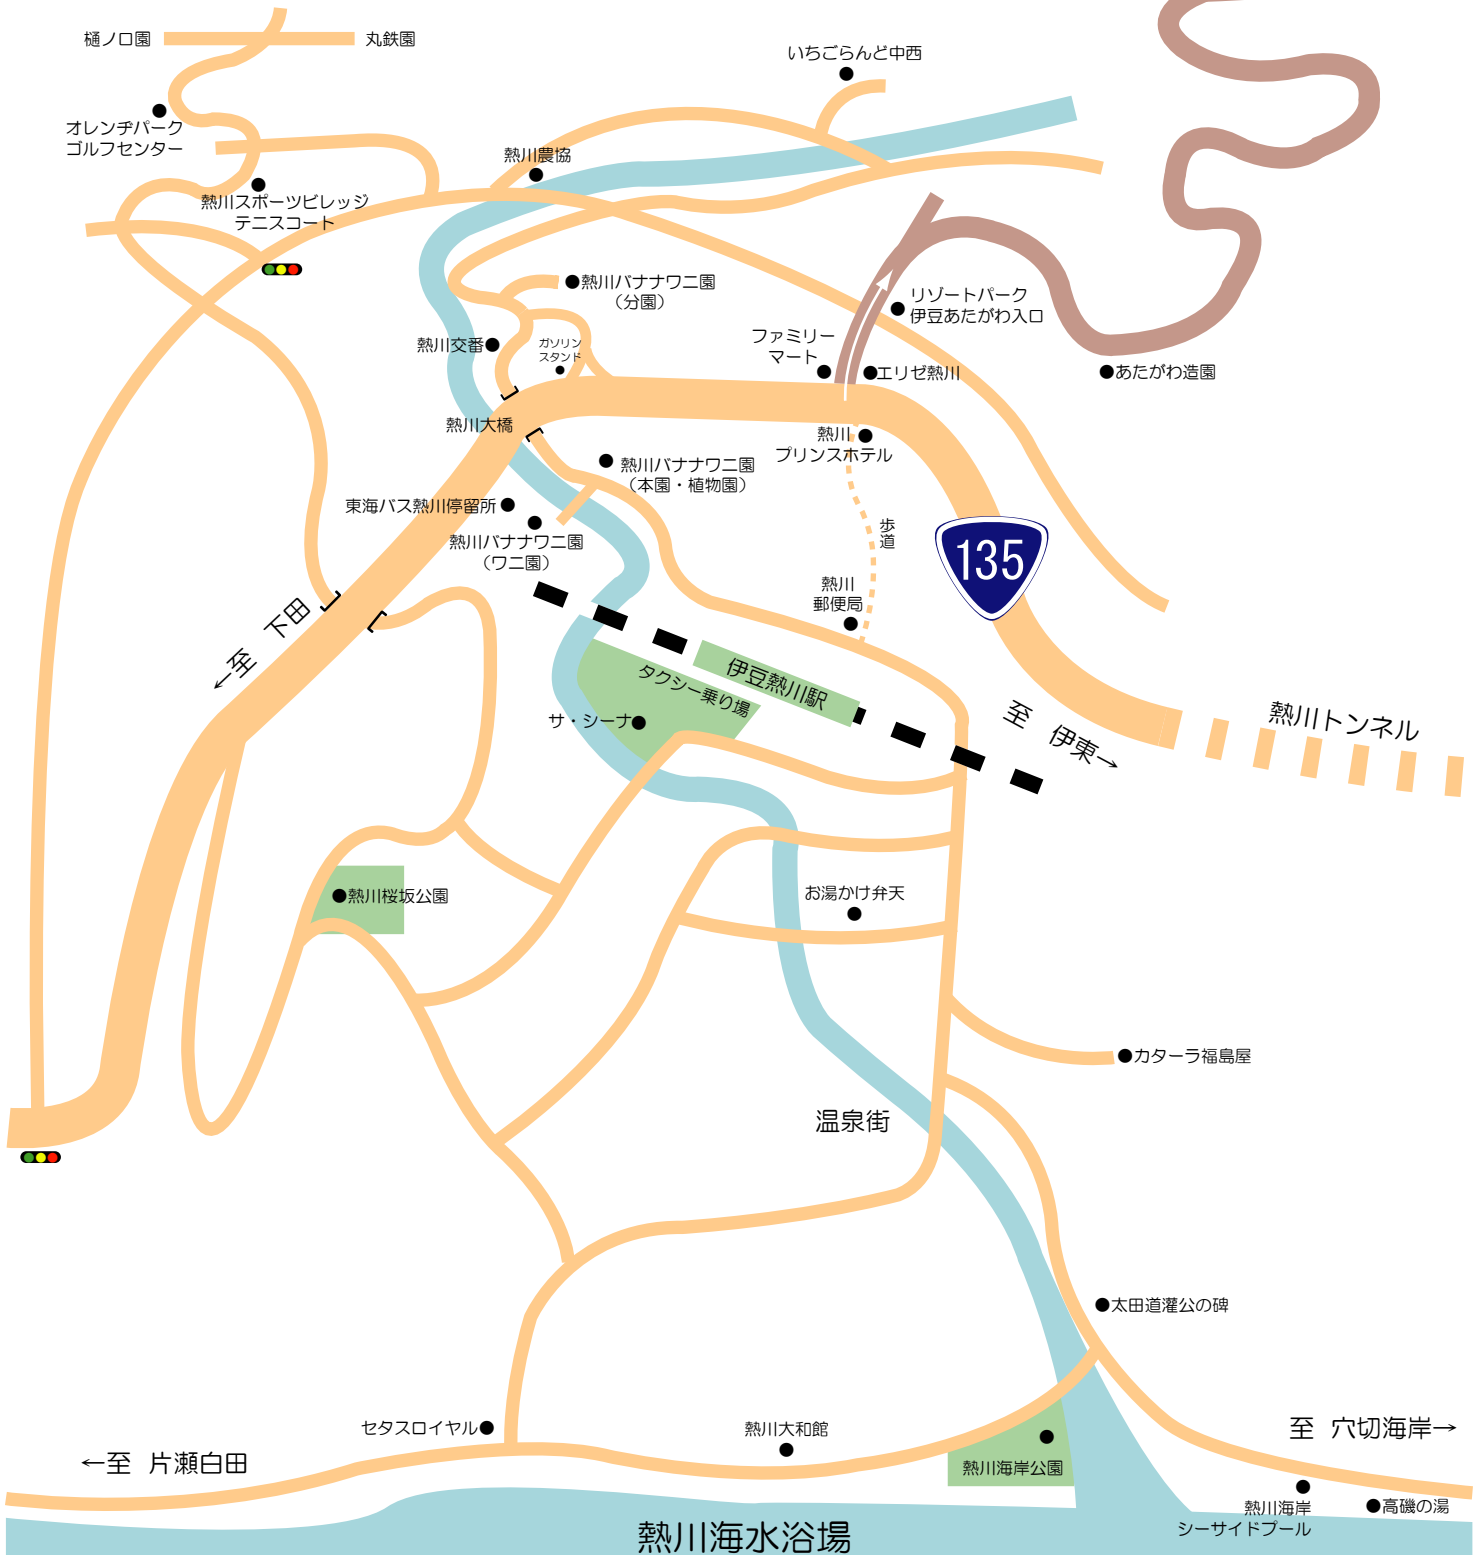 樋ノ口園
丸鉄園
いちごらんど中西
オレンヂパーク
ゴルフセンター
熱川農協
熱川スポーツビレッジ
テニスコート
熱川バナナワニ園
（分園）
リゾートパーク
伊豆あたがわ入口
熱川交番
ガソリン
スタンド
ファミリー
マート
エリゼ熱川
あたがわ造園
熱川大橋
熱川
プリンスホテル
熱川バナナワニ園
（本園・植物園）
東海バス熱川停留所
熱川バナナワニ園
（ワニ園）
歩道
135
熱川
郵便局
←至 下田
伊豆熱川駅
タクシー乗り場
サ・シーナ
至 伊東→
熱川トンネル
熱川桜坂公園
お湯かけ弁天
カターラ福島屋
温泉街
太田道灌公の碑
セタスロイヤル
熱川大和館
至 穴切海岸→
←至 片瀬白田
熱川海岸公園
熱川海岸
シーサイドプール
高磯の湯
熱川海水浴場